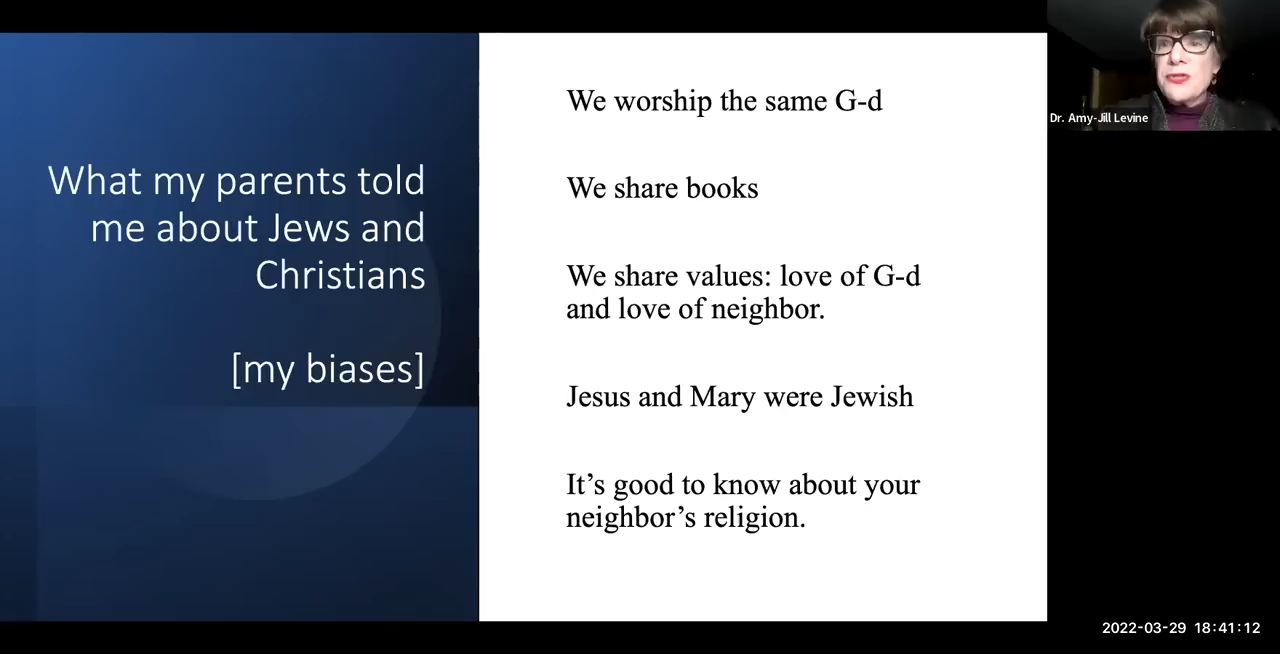 What my parents told
me about Jews and
Christians
[my biases]
We worship the same G-d
We share books
We share values: love of G-d
and love of neighbor.
Jesus and Mary were Jewish
It’s good to know about your
neighbor’s religion.
Dr. Amy-Jill Levine
2022-03-29 18:41:12